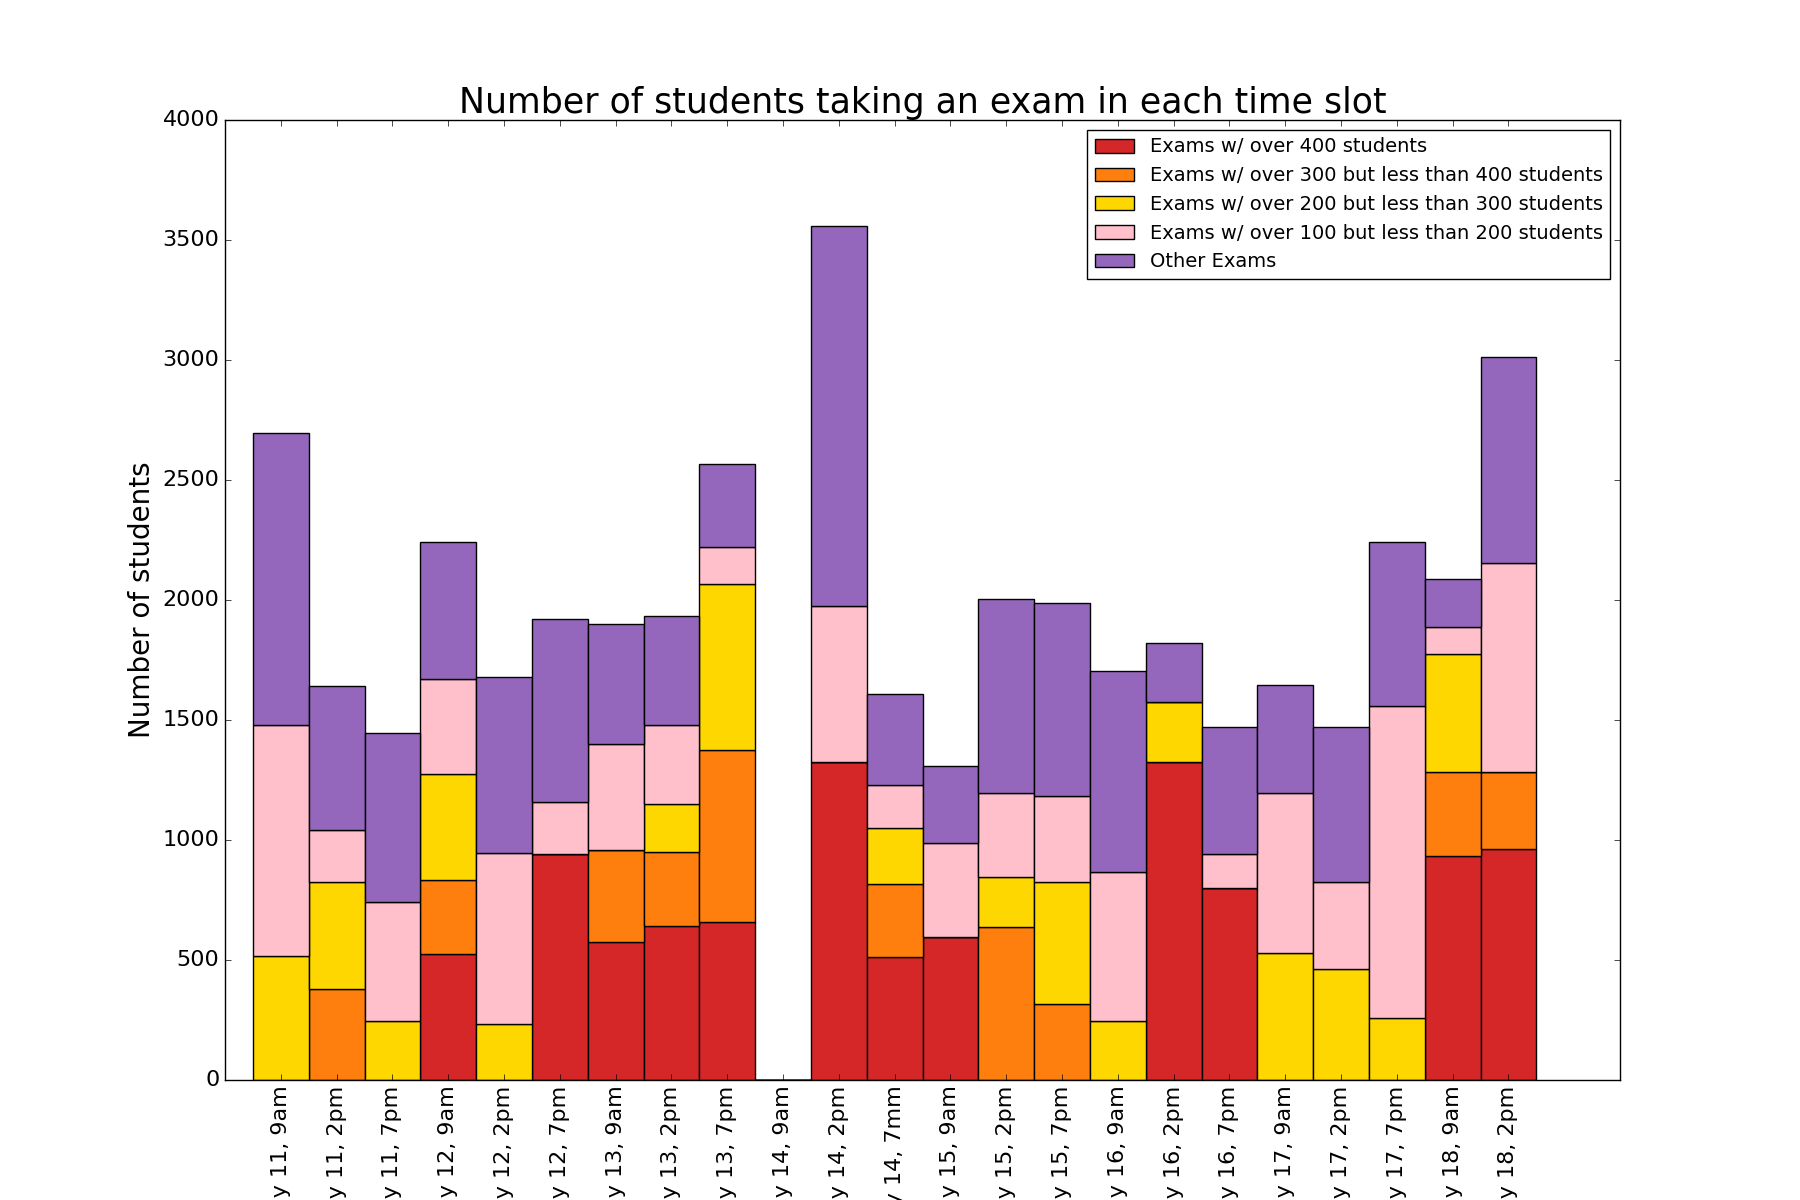 Number of students taking an exam in each time slot
Number of students
4000
3500
3000
2500
2000
1500
1000
500
0
Exams w/ over 400 students
Exams w/ over 300 but less than 400 students
Exams w/ over 200 but less than 300 students
Exams w/ over 100 but less than 200 students
Other Exams
y 11, 9am
y 11, 2pm
y 11, 7pm
y 12, 9am
y 12, 2pm
y 12, 7pm
y 13, 9am
y 13, 2pm
y 13, 7pm
y 14, 9am
y 14, 2pm
y 14, 7mm
y 15, 9am
y 15, 2pm
y 15, 7pm
y 16, 9am
y 16, 2pm
y 16, 7pm
y 17, 9am
y 17, 2pm
y 17, 7pm
y 18, 9am
y 18, 2pm